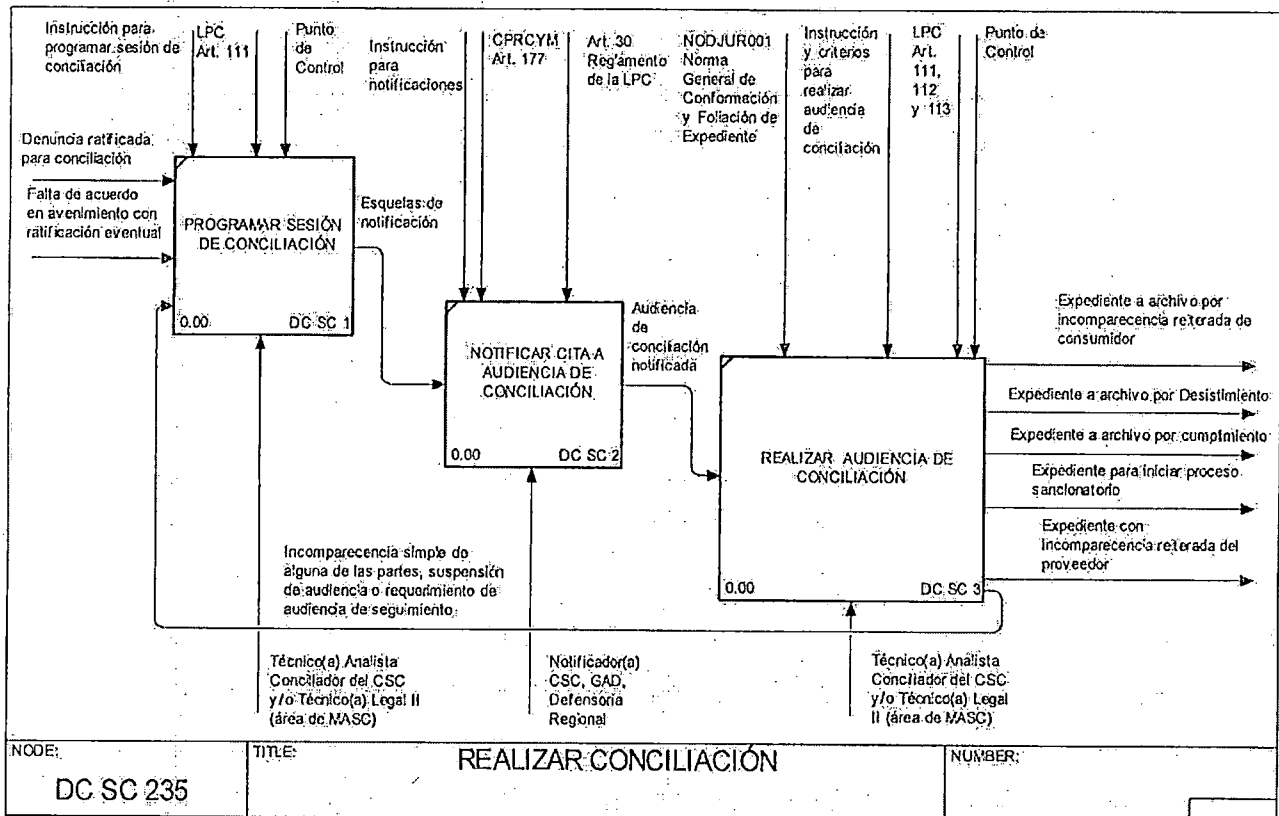 Instrucción para
programar sesión de
conciliación
LPC
Art. 111
Punto
de
Control
Instrucción
para
notificaciones
CPRCYM
Art. 177
Art. 30
Reglamento
de la LPC
NODJUR001
Norma
General de
Conformación
y Foliación de
Expediente
Instrucción
y criterios
para
realizar
audiencia
de
conciliación
LPC
Art.
111,
112
y 113
Punto de
Control
Denuncia ratificada
para conciliación
Falta de acuerdo
en avenimiento con
ratificación eventual
PROGRAMAR SESIÓN
DE CONCILIACIÓN
0.00 DC SC 1
Esquelas de
notificación
NOTIFICAR CITA A
AUDIENCIA DE
CONCILIACIÓN
0.00 DC SC 2
Audiencia
de
conciliación
notificada
REALIZAR AUDIENCIA DE
CONCILIACIÓN
0.00 DC SC 3
Expediente a archivo por
incomparecencia reiterada de
consumidor
Expediente a archivo por Desistimiento
Expediente a archivo por cumplimiento
Expediente para iniciar proceso
sancionatorio
Expediente con
incomparecencia reiterada del
proveedor
Incomparecencia simple de
alguna de las partes, suspensión
de audiencia o requerimiento de
audiencia de seguimiento
Técnico(a) Analista
Conciliador del CSC
y/o Técnico(a) Legal II
(área de MASC)
Notificador(a)
CSC, GAD,
Defensoría
Regional
Técnico(a) Analista
Conciliador del CSC
y/o Técnico(a) Legal
II (área de MASC)
NODE:
DC SC 235
TITLE:
REALIZAR CONCILIACIÓN
NUMBER: